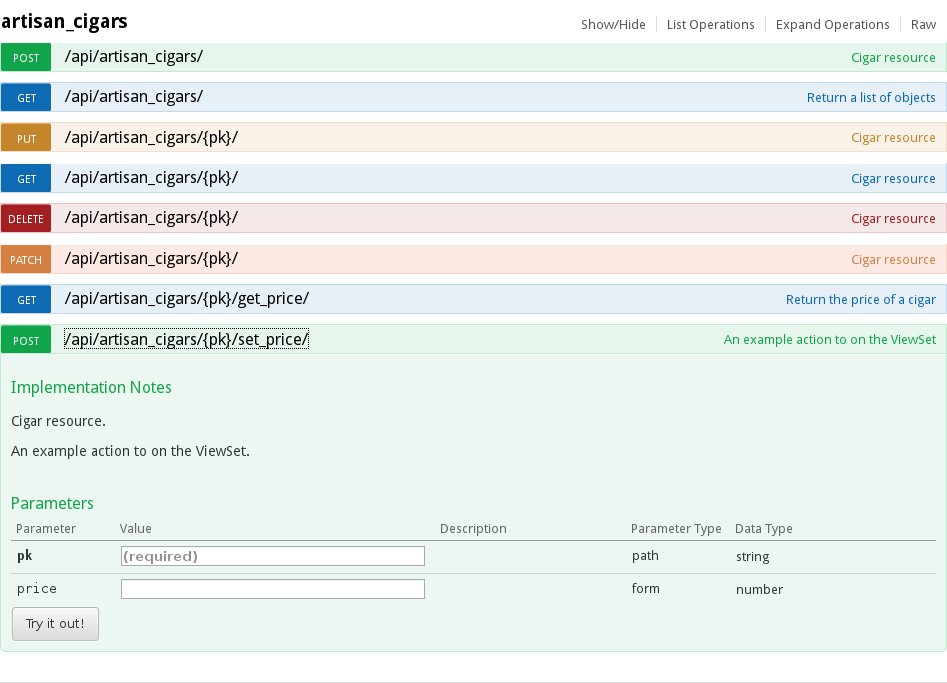 artisan_cigars Show/Hide List Operations Expand Operations Raw
POST /api/artisan_cigars/ Cigar resource
GET /api/artisan_cigars/ Return a list of objects
PUT /api/artisan_cigars/{pk}/ Cigar resource
GET /api/artisan_cigars/{pk}/ Cigar resource
DELETE /api/artisan_cigars/{pk}/ Cigar resource
PATCH /api/artisan_cigars/{pk}/ Cigar resource
GET /api/artisan_cigars/{pk}/get_price/ Return the price of a cigar
POST /api/artisan_cigars/{pk}/set_price/ An example action to on the ViewSet
Implementation Notes
Cigar resource.
An example action to on the ViewSet.
Parameters
Parameter Value Description Parameter Type Data Type
pk (required) path string
price form number
Try it out!